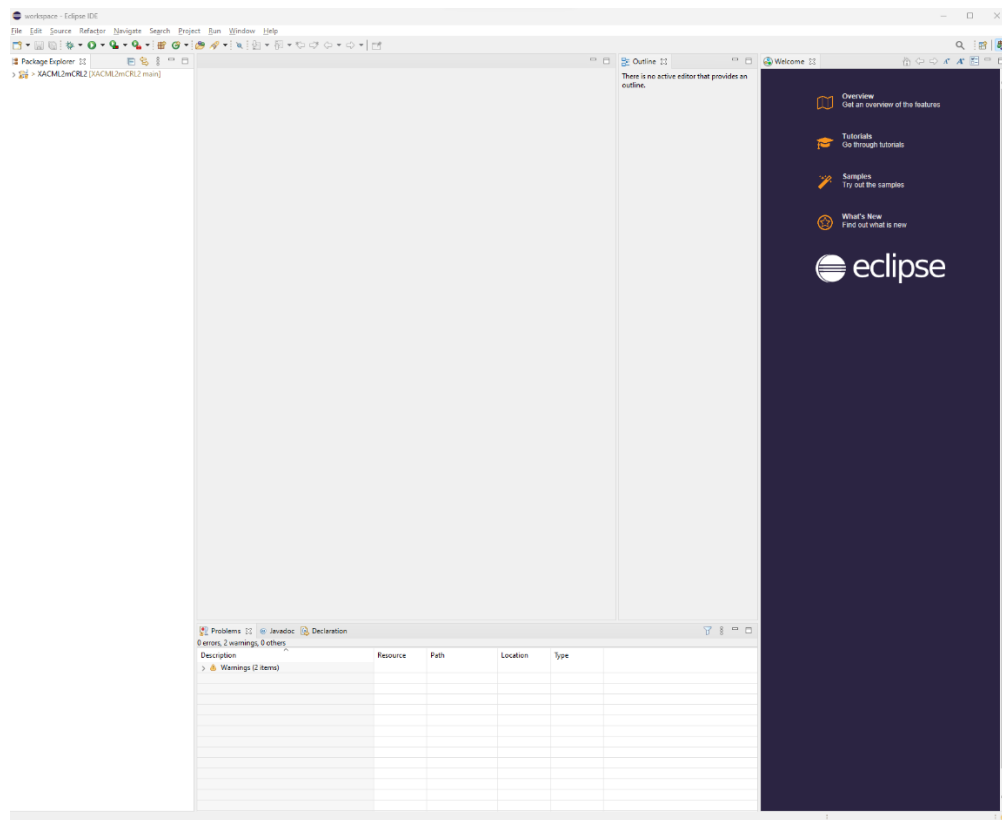 workspace - Eclipse IDE
File Edit Source Refactor Navigate Search Project Run Window Help
Package Explorer
> XACML2mCRL2 [XACML2mCRL2 main]
Outline
There is no active editor that provides an
outline.
Welcome
Overview
Get an overview of the features
Tutorials
Go through tutorials
Samples
Try out the samples
What's New
Find out what is new
eclipse
Problems Javadoc Declaration
0 errors, 2 warnings, 0 others
Description Resource Path Location Type
Warnings (2 items)